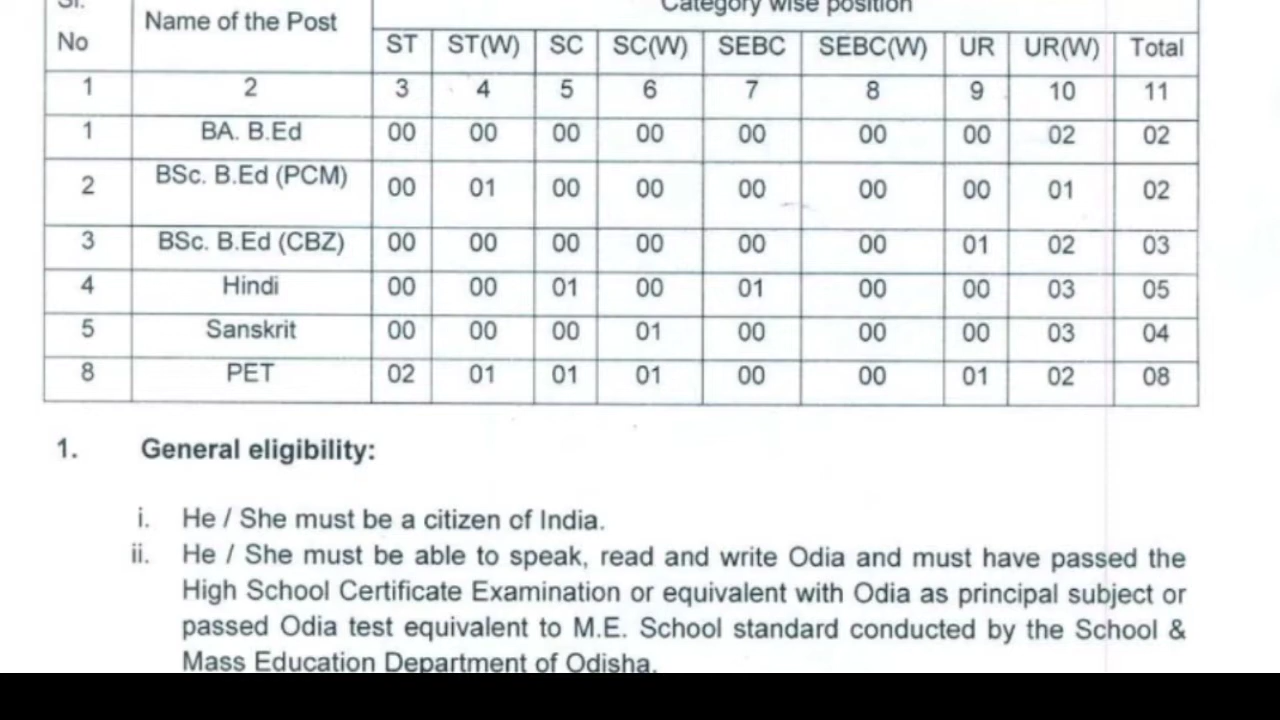 Sl. Name of the Post Category wise position
No ST ST(W) SC SC(W) SEBC SEBC(W) UR UR(W) Total
1 2 3 4 5 6 7 8 9 10 11
1 BA. B.Ed 00 00 00 00 00 00 00 02 02
2 BSc. B.Ed (PCM) 00 01 00 00 00 00 00 01 02
3 BSc. B.Ed (CBZ) 00 00 00 00 00 00 01 02 03
4 Hindi 00 00 01 00 01 00 00 03 05
5 Sanskrit 00 00 00 01 00 00 00 03 04
8 PET 02 01 01 01 00 00 01 02 08
1. General eligibility:
i. He / She must be a citizen of India.
ii. He / She must be able to speak, read and write Odia and must have passed the
High School Certificate Examination or equivalent with Odia as principal subject or
passed Odia test equivalent to M.E. School standard conducted by the School &
Mass Education Department of Odisha.